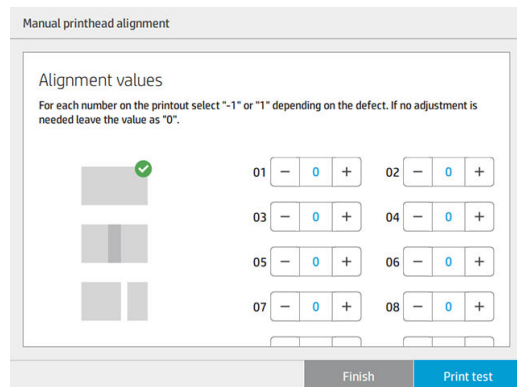 Manual printhead alignment
Alignment values
For each number on the printout select "-1" or "1" depending on the defect. If no adjustment is
needed leave the value as "0".
01 − 0 + 02 − 0 +
03 − 0 + 04 − 0 +
05 − 0 + 06 − 0 +
07 − 0 + 08 − 0 +
Finish Print test